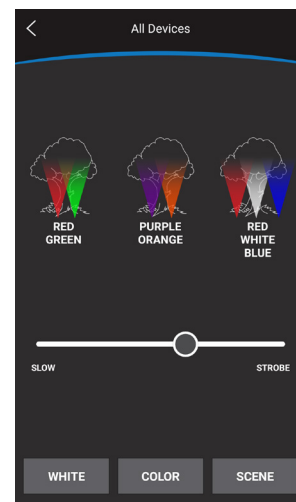 All Devices
RED
GREEN
PURPLE
ORANGE
RED
WHITE
BLUE
SLOW
STROBE
WHITE
COLOR
SCENE